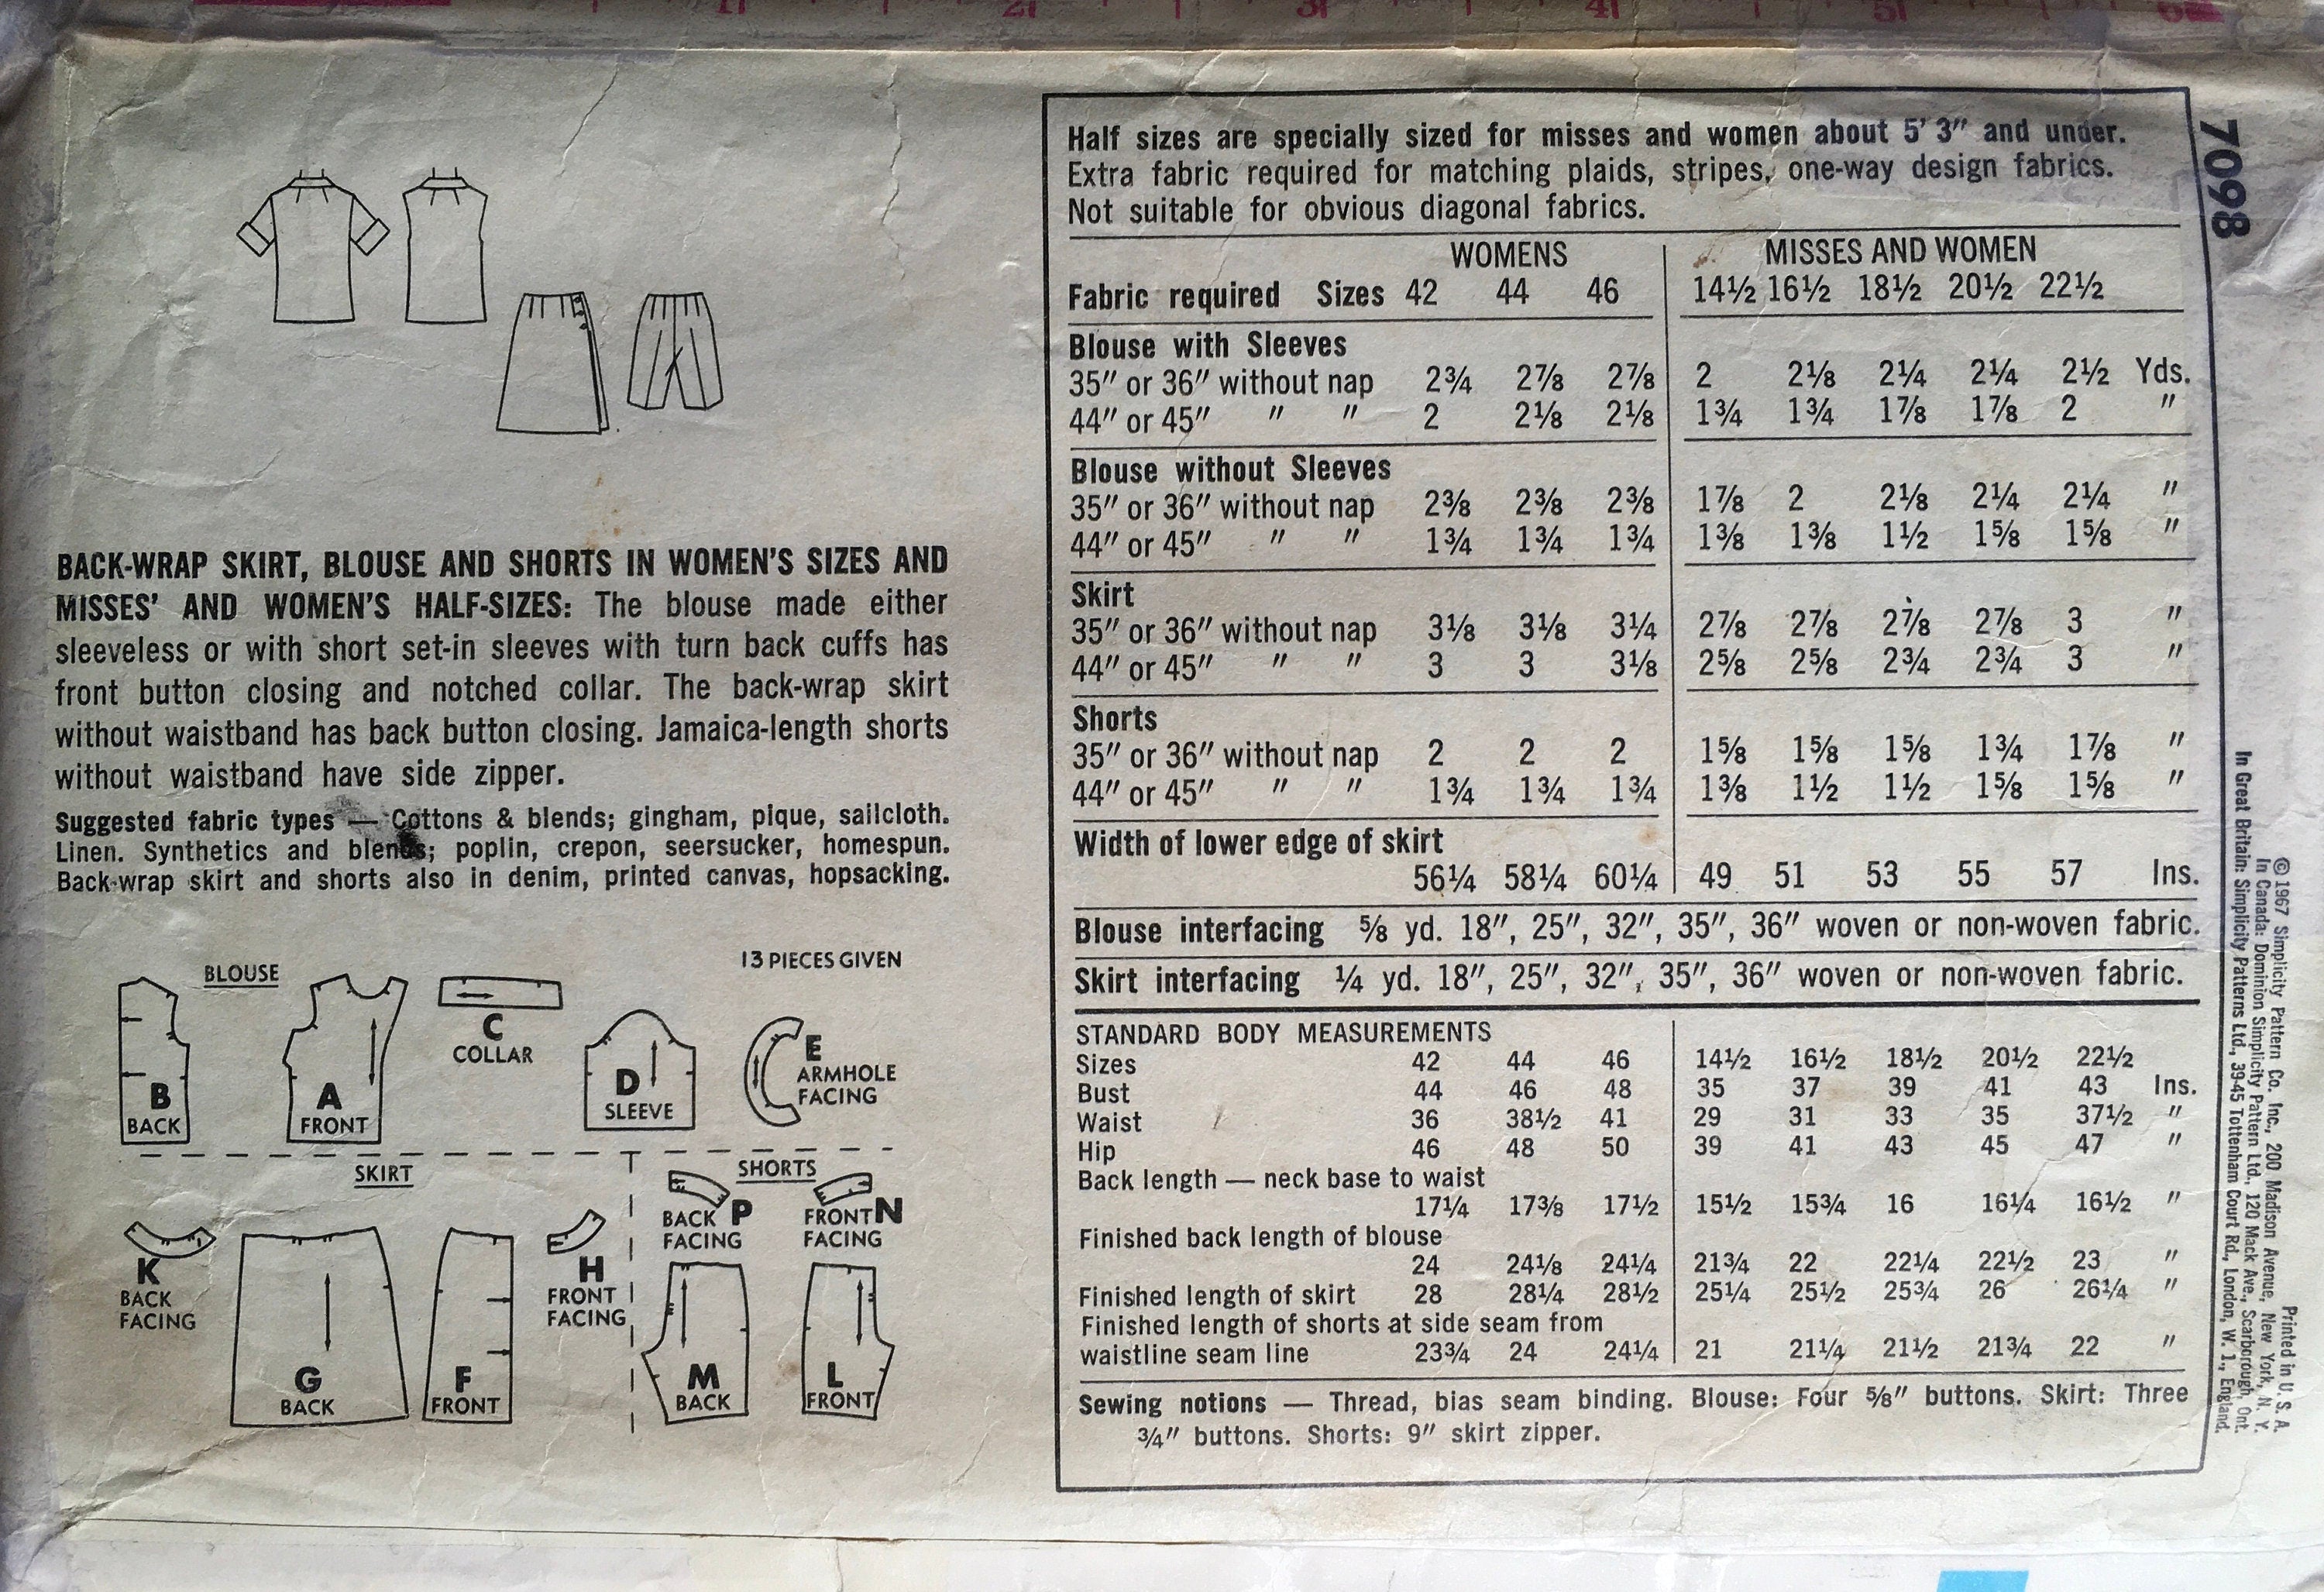 BACK-WRAP SKIRT, BLOUSE AND SHORTS IN WOMEN'S SIZES AND
MISSES' AND WOMEN'S HALF-SIZES: The blouse made either
sleeveless or with short set-in sleeves with turn back cuffs has
front button closing and notched collar. The back-wrap skirt
without waistband has back button closing. Jamaica-length shorts
without waistband have side zipper.
Suggested fabric types — Cottons & blends; gingham, pique, sailcloth.
Linen. Synthetics and blends; poplin, crepon, seersucker, homespun.
Back-wrap skirt and shorts also in denim, printed canvas, hopsacking.
13 PIECES GIVEN
BLOUSE
B
BACK
A
FRONT
C
COLLAR
D
SLEEVE
E
ARMHOLE
FACING
SKIRT
K
BACK
FACING
G
BACK
F
FRONT
H
FRONT
FACING
SHORTS
BACK P
FACING
FRONT N
FACING
M
BACK
L
FRONT
Half sizes are specially sized for misses and women about 5' 3" and under.
Extra fabric required for matching plaids, stripes, one-way design fabrics.
Not suitable for obvious diagonal fabrics.
WOMENS MISSES AND WOMEN
Fabric required Sizes 42 44 46 14½ 16½ 18½ 20½ 22½
Blouse with Sleeves
35" or 36" without nap 2¾ 2⅞ 2⅞ 2 2⅛ 2¼ 2¼ 2½ Yds.
44" or 45" " " 2 2⅛ 2⅛ 1¾ 1¾ 1⅞ 1⅞ 2 "
Blouse without Sleeves
35" or 36" without nap 2⅜ 2⅜ 2⅜ 1⅞ 2 2⅛ 2¼ 2¼ "
44" or 45" " " 1¾ 1¾ 1¾ 1⅜ 1⅜ 1½ 1⅝ 1⅝ "
Skirt
35" or 36" without nap 3⅛ 3⅛ 3¼ 2⅞ 2⅞ 2⅞ 2⅞ 3 "
44" or 45" " " 3 3 3⅛ 2⅝ 2⅝ 2¾ 2¾ 3 "
Shorts
35" or 36" without nap 2 2 2 1⅝ 1⅝ 1⅝ 1¾ 1⅞ "
44" or 45" " " 1¾ 1¾ 1¾ 1⅜ 1½ 1½ 1⅝ 1⅝ "
Width of lower edge of skirt
56¼ 58¼ 60¼ 49 51 53 55 57 Ins.
Blouse interfacing ⅝ yd. 18", 25", 32", 35", 36" woven or non-woven fabric.
Skirt interfacing ¼ yd. 18", 25", 32", 35", 36" woven or non-woven fabric.
STANDARD BODY MEASUREMENTS
Sizes 42 44 46 14½ 16½ 18½ 20½ 22½
Bust 44 46 48 35 37 39 41 43 Ins.
Waist 36 38½ 41 29 31 33 35 37½ "
Hip 46 48 50 39 41 43 45 47 "
Back length — neck base to waist
17¼ 17⅜ 17½ 15½ 15¾ 16 16¼ 16½ "
Finished back length of blouse
24 24⅛ 24¼ 21¾ 22 22¼ 22½ 23 "
Finished length of skirt 28 28¼ 28½ 25¼ 25½ 25¾ 26 26¼ "
Finished length of shorts at side seam from
waistline seam line 23¾ 24 24¼ 21 21¼ 21½ 21¾ 22 "
Sewing notions — Thread, bias seam binding. Blouse: Four ⅝" buttons. Skirt: Three
¾" buttons. Shorts: 9" skirt zipper.
7098
Printed in U. S. A.
© 1967 Simplicity Pattern Co. Inc., 200 Madison Avenue, New York, N. Y.
In Canada: Dominion Simplicity Pattern Ltd., 120 Mack Ave., Scarborough, Ont.
In Great Britain: Simplicity Patterns Ltd., 39-45 Tottenham Court Rd., London, W. 1., England.